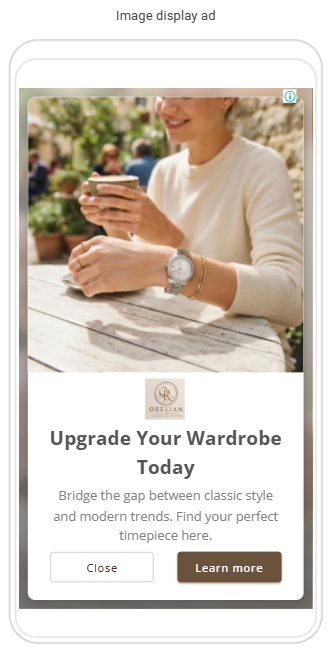 Image display ad
OBELIAN
Upgrade Your Wardrobe
Today
Bridge the gap between classic style
and modern trends. Find your perfect
timepiece here.
Close
Learn more